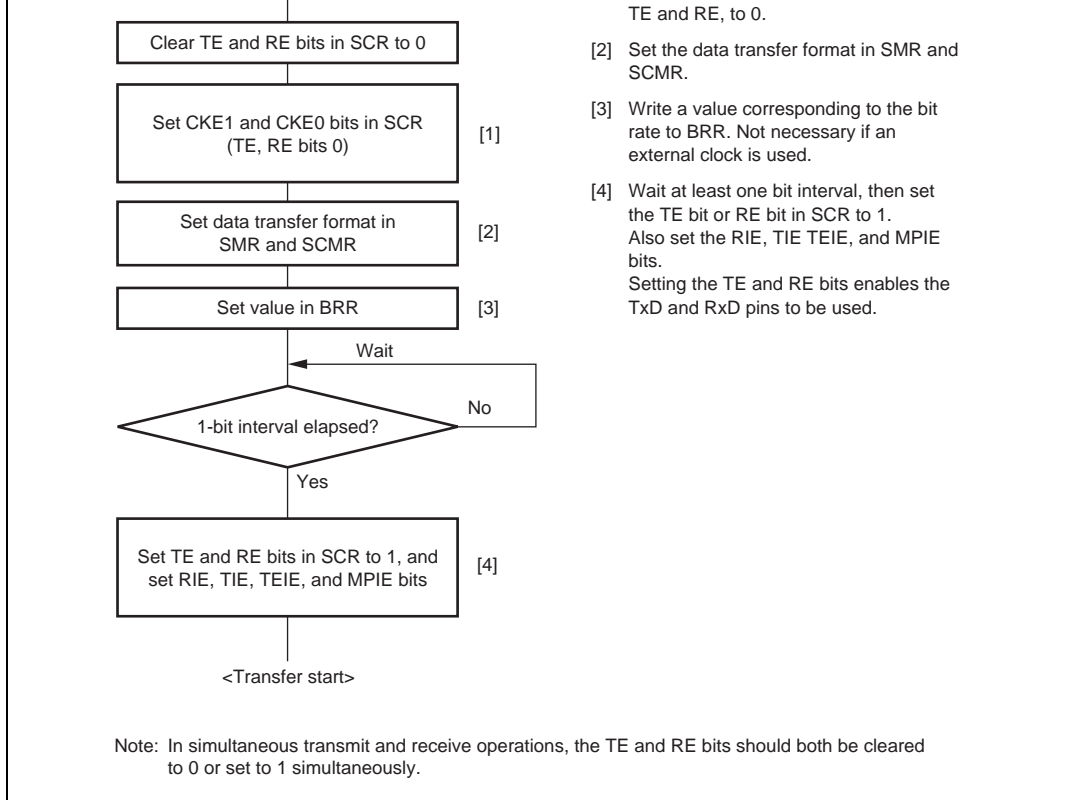 Clear TE and RE bits in SCR to 0
Set CKE1 and CKE0 bits in SCR
(TE, RE bits 0)
[1]
Set data transfer format in
SMR and SCMR
[2]
Set value in BRR
[3]
Wait
No
1-bit interval elapsed?
Yes
Set TE and RE bits in SCR to 1, and
set RIE, TIE, TEIE, and MPIE bits
[4]
<Transfer start>
TE and RE, to 0.
[2] Set the data transfer format in SMR and
SCMR.
[3] Write a value corresponding to the bit
rate to BRR. Not necessary if an
external clock is used.
[4] Wait at least one bit interval, then set
the TE bit or RE bit in SCR to 1.
Also set the RIE, TIE TEIE, and MPIE
bits.
Setting the TE and RE bits enables the
TxD and RxD pins to be used.
Note: In simultaneous transmit and receive operations, the TE and RE bits should both be cleared
to 0 or set to 1 simultaneously.